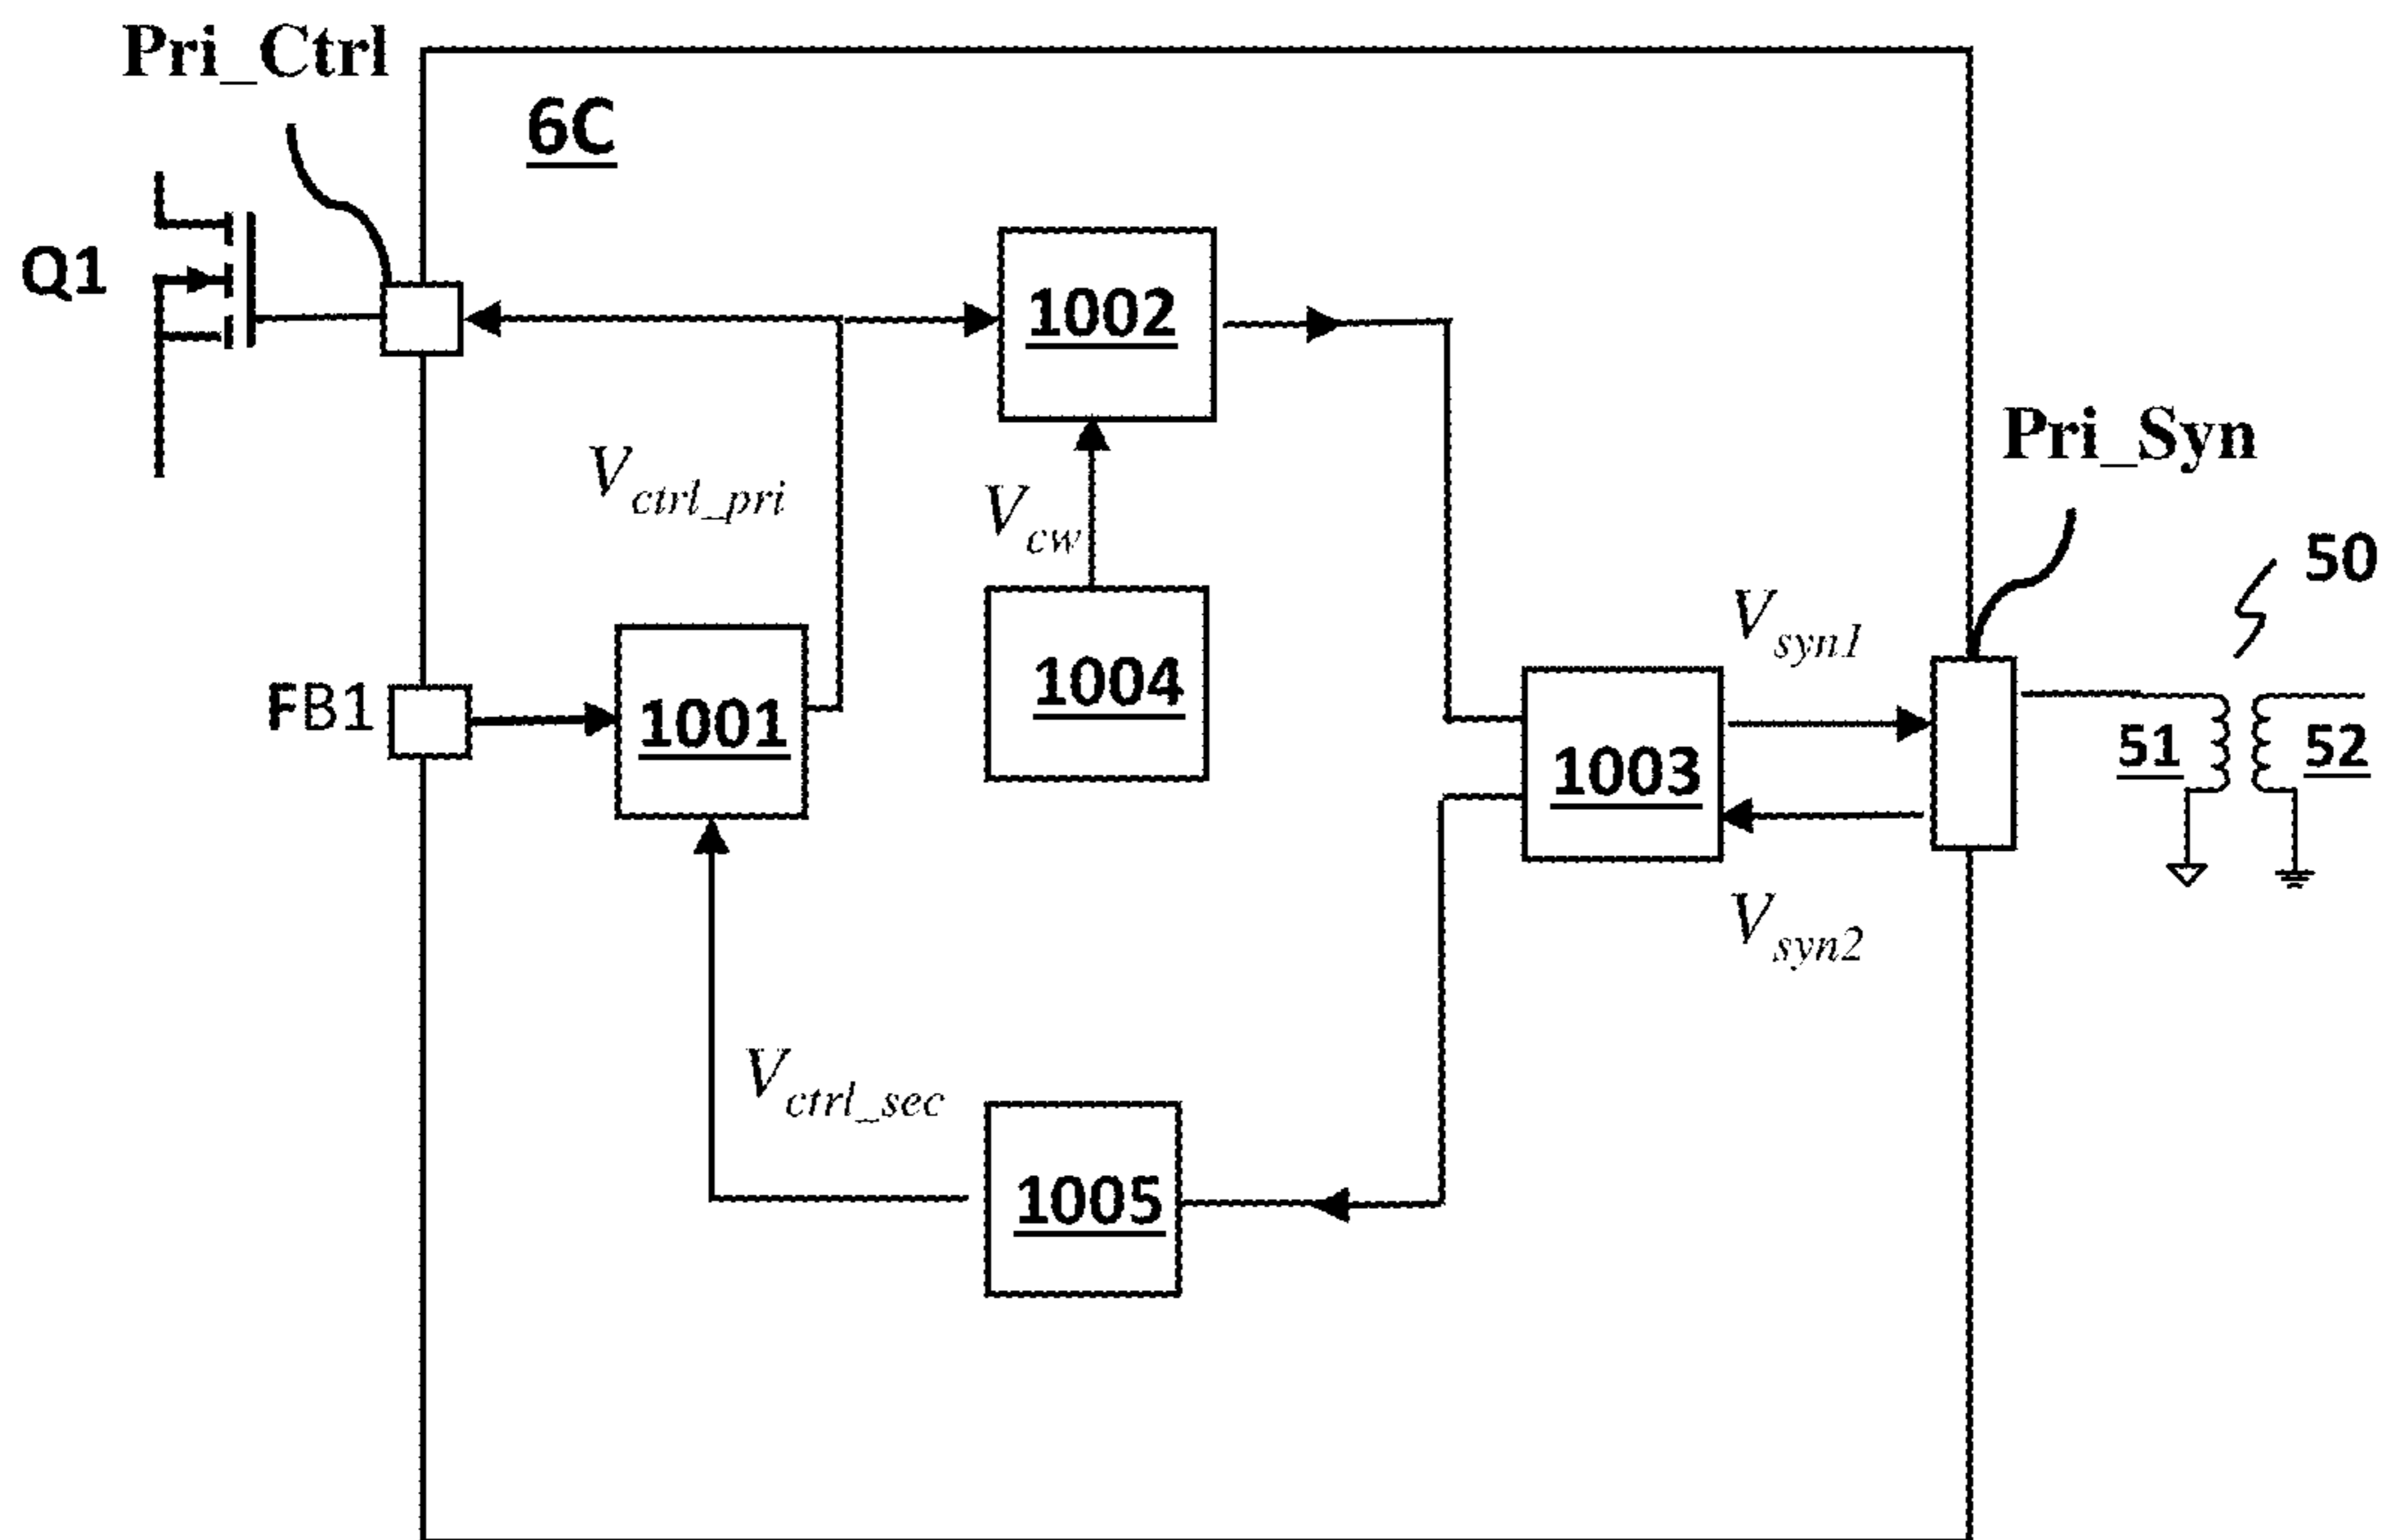 Pri_Ctrl
6C
Q1
1002
V_ctrl_pri
V_cw
Pri_Syn
50
V_syn1
FB1
1001
1004
1003
51
52
V_syn2
V_ctrl_sec
1005